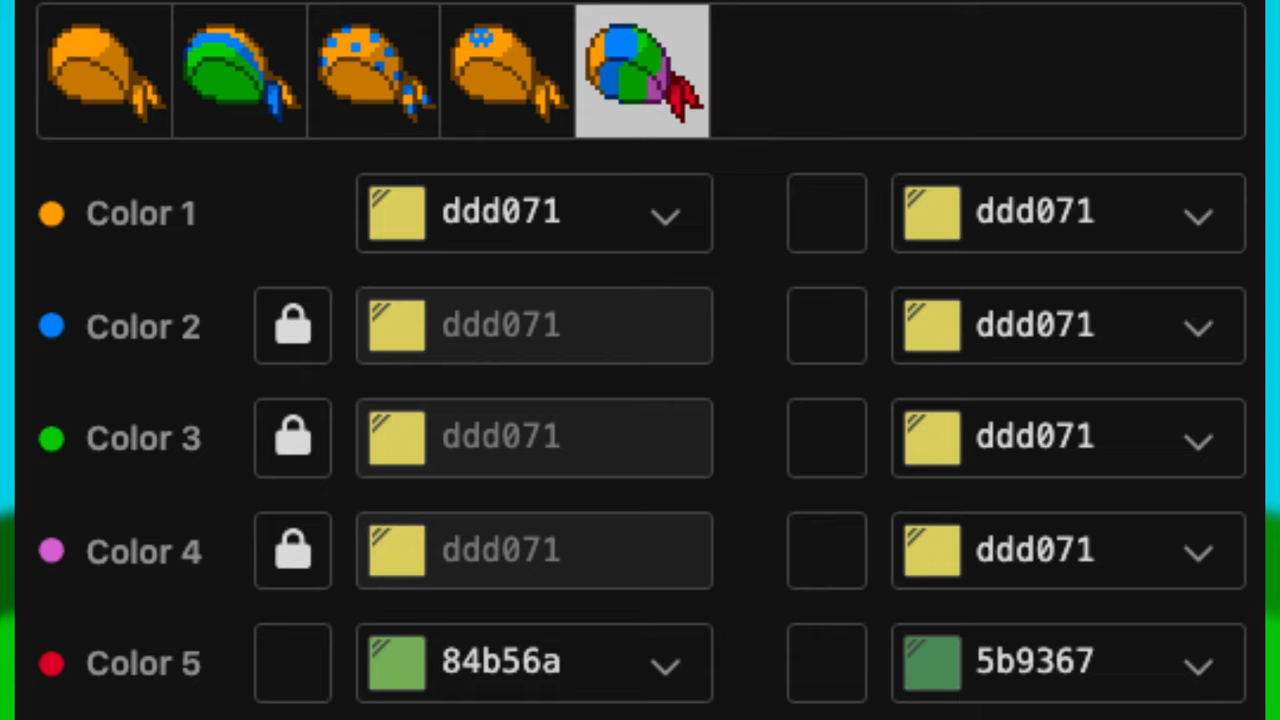 Color 1 ddd071 ddd071
Color 2 ddd071 ddd071
Color 3 ddd071 ddd071
Color 4 ddd071 ddd071
Color 5 84b56a 5b9367